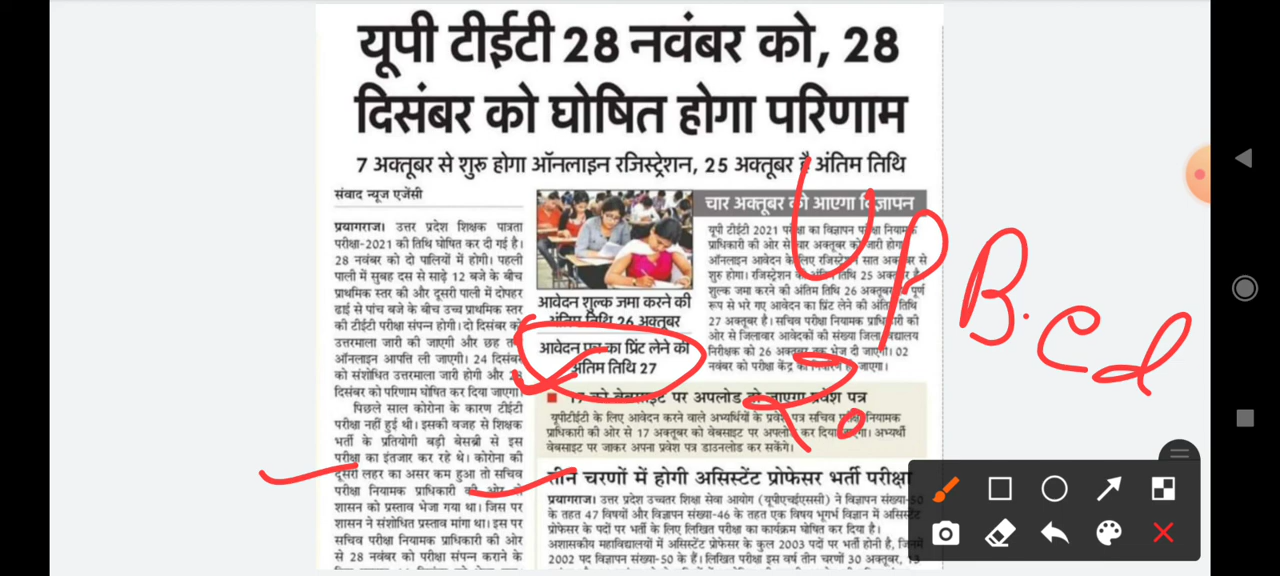 यूपी टीईटी 28 नवंबर को, 28
दिसंबर को घोषित होगा परिणाम
7 अक्तूबर से शुरू होगा ऑनलाइन रजिस्ट्रेशन, 25 अक्तूबर है अंतिम तिथि
संवाद न्यूज एजेंसी
प्रयागराज। उत्तर प्रदेश शिक्षक पात्रता
परीक्षा-2021 की तिथि घोषित कर दी गई है।
28 नवंबर को दो पालियों में होगी। पहली
पाली में सुबह दस से साढ़े 12 बजे के बीच
प्राथमिक स्तर की और दूसरी पाली में दोपहर
ढाई से पांच बजे के बीच उच्च प्राथमिक स्तर
की टीईटी परीक्षा संपन्न होगी। दो दिसंबर को
उत्तरमाला जारी की जाएगी और छह
ऑनलाइन आपत्ति ली जाएगी। 24 दिसंबर
को संशोधित उत्तरमाला जारी होगी और
दिसंबर को परिणाम घोषित कर दिया जाएगा।
पिछले साल कोरोना के कारण टीईटी
परीक्षा नहीं हुई थी। इसकी वजह से शिक्षक
भर्ती के प्रतियोगी बड़ी बेसब्री से इस
परीक्षा का इंतजार कर रहे थे। कोरोना की
दूसरी लहर का असर कम हुआ तो सचिव
परीक्षा नियामक प्राधिकारी की ओर से
शासन को प्रस्ताव भेजा गया था। जिस पर
शासन ने संशोधित प्रस्ताव मांगा था। इस पर
सचिव परीक्षा नियामक प्राधिकारी की ओर
से 28 नवंबर को परीक्षा संपन्न कराने के
आवेदन शुल्क जमा करने की
अंतिम तिथि 26 अक्तूबर
आवेदन पत्र का प्रिंट लेने की
अंतिम तिथि 27
चार अक्तूबर को आएगा विज्ञापन
यूपी टीईटी 2021 परीक्षा का विज्ञापन परीक्षा नियामक
प्राधिकारी की ओर से चार अक्तूबर को जारी होगा
ऑनलाइन आवेदन के लिए रजिस्ट्रेशन सात अक्तूबर से
शुरू होगा। रजिस्ट्रेशन की अंतिम तिथि 25 अक्तूबर है
शुल्क जमा करने की अंतिम तिथि 26 अक्तूबर पूर्ण
रूप से भरे गए आवेदन का प्रिंट लेने की अंतिम तिथि
27 अक्तूबर है। सचिव परीक्षा नियामक प्राधिकारी की
ओर से जिलावार आवेदकों की संख्या जिला विद्यालय
निरीक्षक को 26 अक्तूबर तक भेज दी जाएगी। 02
नवंबर को परीक्षा केंद्र का निर्धारण हो जाएगा।
17 को वेबसाइट पर अपलोड हो जाएगा प्रवेश पत्र
यूपीटीईटी के लिए आवेदन करने वाले अभ्यर्थियों के प्रवेश पत्र सचिव परीक्षा नियामक
प्राधिकारी की ओर से 17 अक्तूबर को वेबसाइट पर अपलोड कर दिया जाएगा। अभ्यर्थी
वेबसाइट पर जाकर अपना प्रवेश पत्र डाउनलोड कर सकेंगे।
तीन चरणों में होगी असिस्टेंट प्रोफेसर भर्ती परीक्षा
प्रयागराज। उत्तर प्रदेश उच्चतर शिक्षा सेवा आयोग (यूपीएचईएससी) ने विज्ञापन संख्या-50
के तहत 47 विषयों और विज्ञापन संख्या-46 के तहत एक विषय भूगर्भ विज्ञान में असिस्टेंट
प्रोफेसर के पदों पर भर्ती के लिए लिखित परीक्षा का कार्यक्रम घोषित कर दिया है।
अशासकीय महाविद्यालयों में असिस्टेंट प्रोफेसर के कुल 2003 पदों पर भर्ती होनी है,
2002 पद विज्ञापन संख्या-50 के हैं। लिखित परीक्षा इस वर्ष तीन चरणों 30 अक्तूबर, 13
UP B.ed